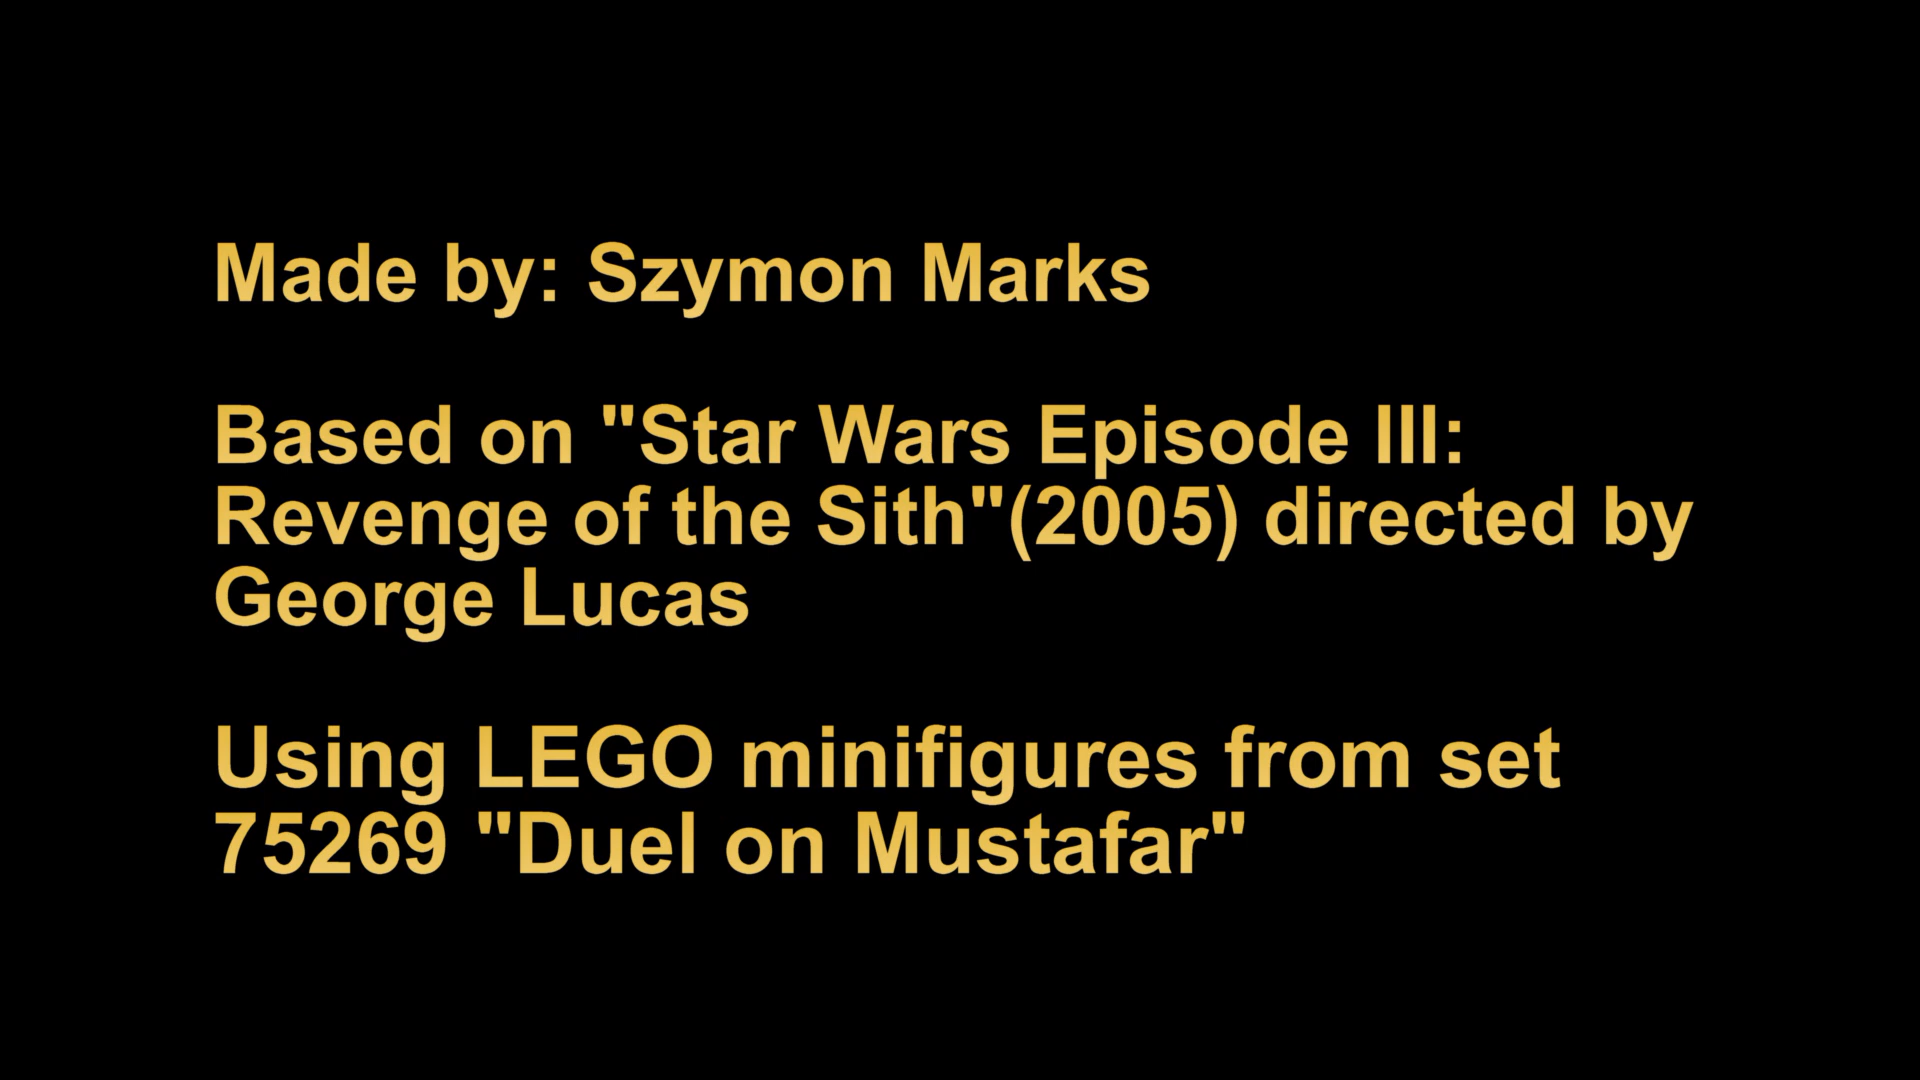 Made by: Szymon Marks
Based on "Star Wars Episode III:
Revenge of the Sith"(2005) directed by
George Lucas
Using LEGO minifigures from set
75269 "Duel on Mustafar"